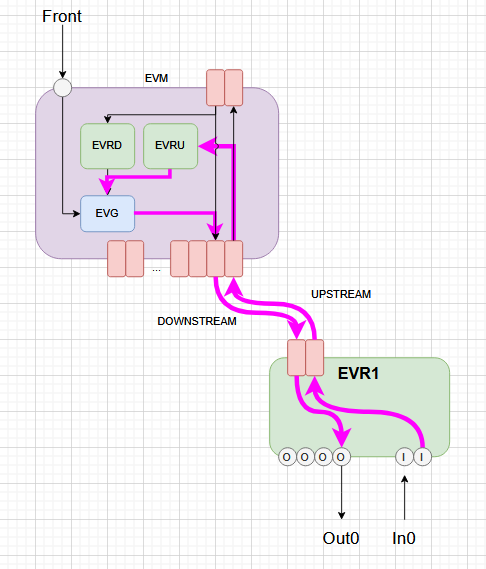 Front
EVM
EVRD
EVRU
EVG
...
UPSTREAM
DOWNSTREAM
EVR1
O O O O I I
Out0
In0